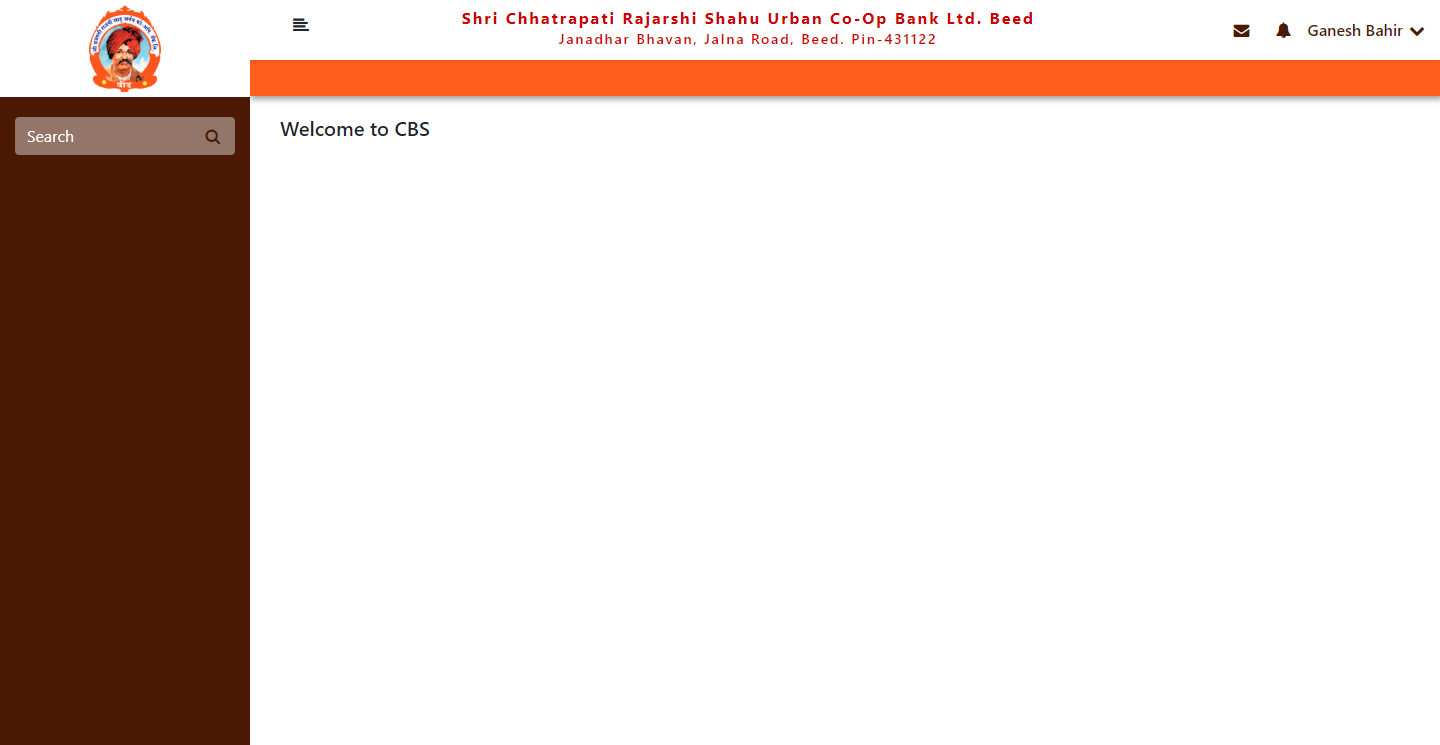 Shri Chhatrapati Rajarshi Shahu Urban Co-Op Bank Ltd. Beed
Janadhar Bhavan, Jalna Road, Beed. Pin-431122
Ganesh Bahir
Search
Welcome to CBS
बीड